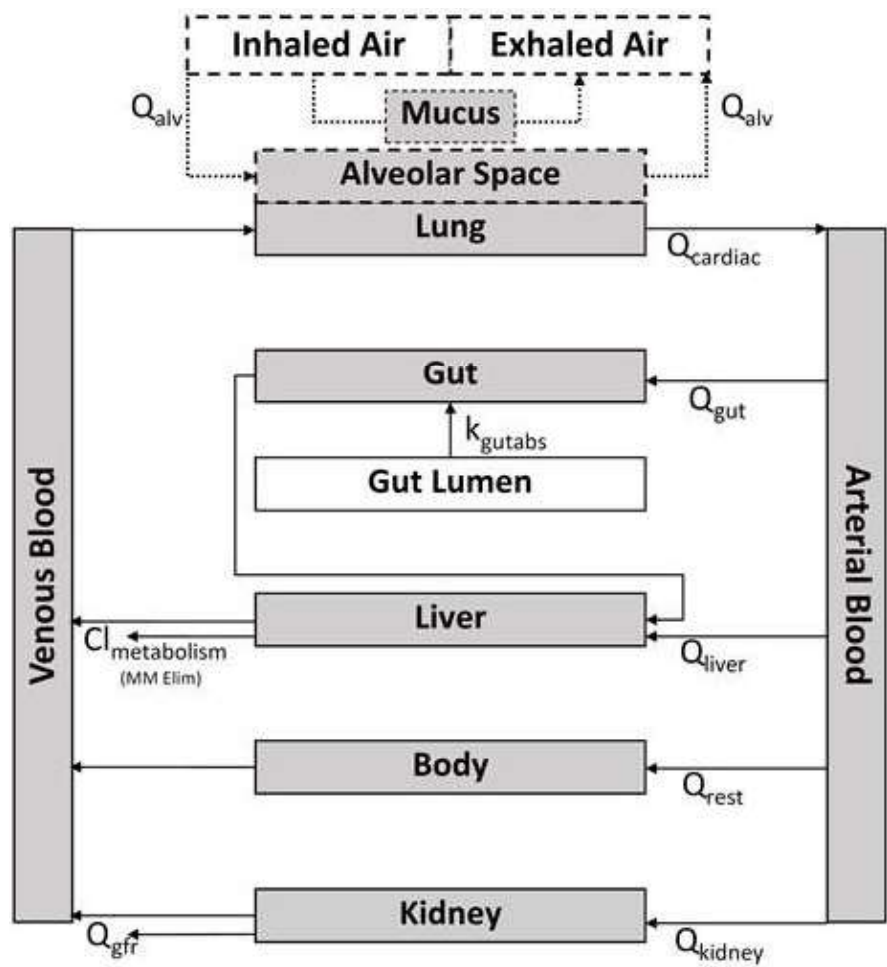 Inhaled Air
Exhaled Air
Q_alv
Mucus
Q_alv
Alveolar Space
Lung
Q_cardiac
Gut
Q_gut
k_gutabs
Gut Lumen
Venous Blood
Arterial Blood
Liver
Cl_metabolism
(MM Elim)
Q_liver
Body
Q_rest
Kidney
Q_gfr
Q_kidney